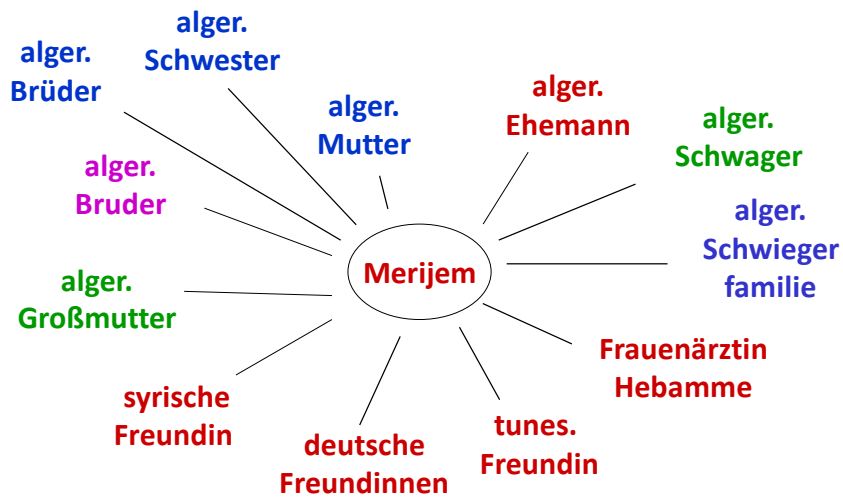 alger.
Schwester
alger.
Brüder
alger.
Mutter
alger.
Ehemann
alger.
Schwager
alger.
Bruder
alger.
Schwieger
familie
Merijem
alger.
Großmutter
Frauenärztin
Hebamme
syrische
Freundin
deutsche
Freundinnen
tunes.
Freundin